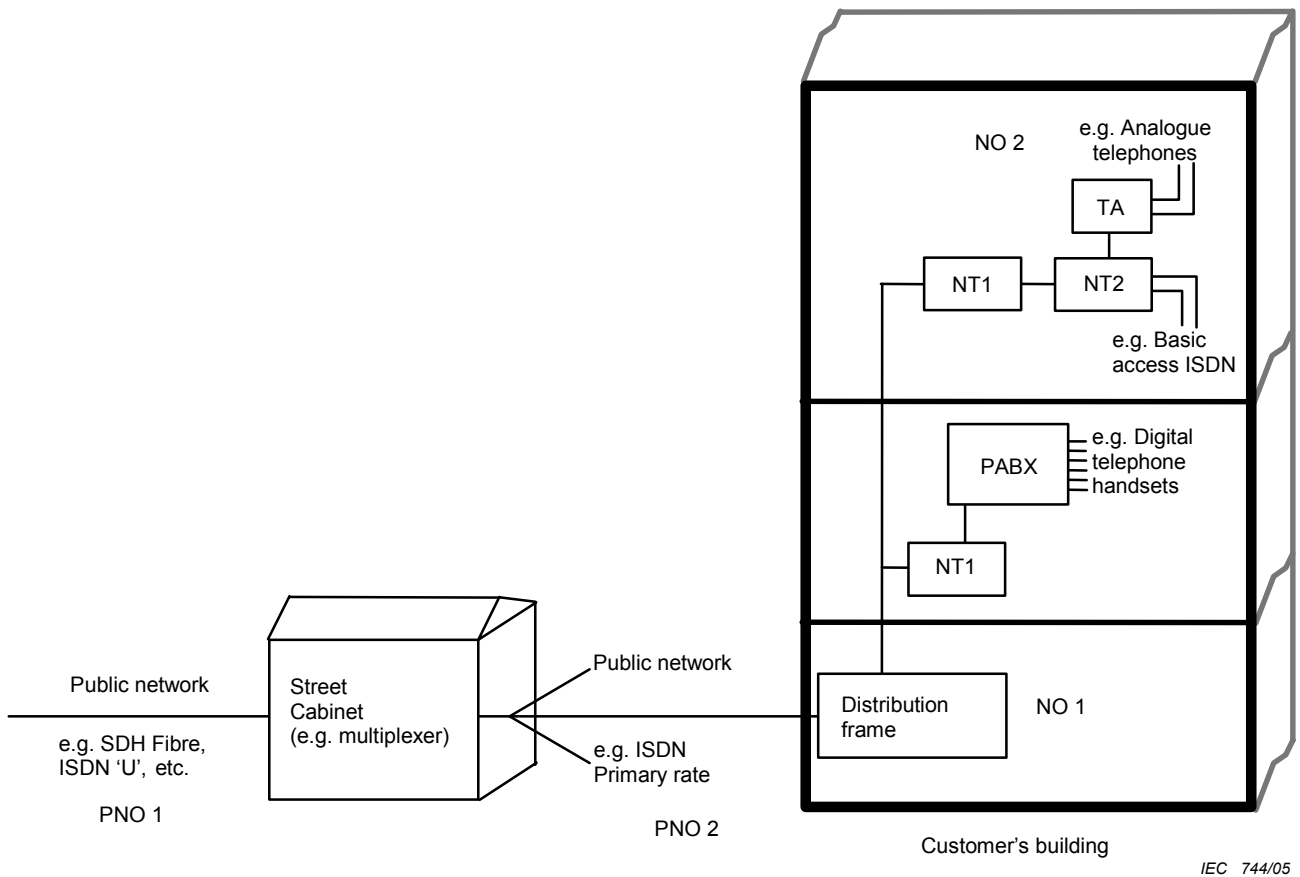 NO 2
e.g. Analogue
telephones
TA
NT1
NT2
e.g. Basic
access ISDN
PABX
e.g. Digital
telephone
handsets
NT1
Public network
e.g. SDH Fibre,
ISDN ‘U’, etc.
PNO 1
Street
Cabinet
(e.g. multiplexer)
Public network
e.g. ISDN
Primary rate
PNO 2
Distribution
frame
NO 1
Customer’s building
IEC 744/05